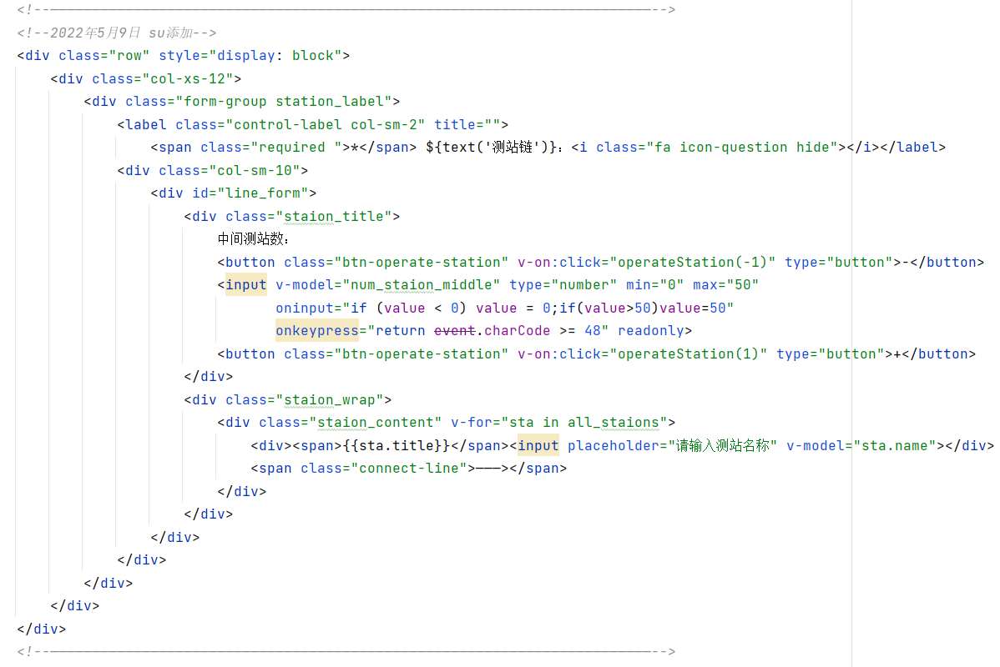 <!--————————————————————————————————————————————————————————————————————————-->
<!--2022年5月9日 su添加-->
<div class="row" style="display: block">
<div class="col-xs-12">
<div class="form-group station_label">
<label class="control-label col-sm-2" title="">
<span class="required ">*</span> ${text('测站链')}：<i class="fa icon-question hide"></i></label>
<div class="col-sm-10">
<div id="line_form">
<div class="staion_title">
中间测站数：
<button class="btn-operate-station" v-on:click="operateStation(-1)" type="button">-</button>
<input v-model="num_staion_middle" type="number" min="0" max="50"
oninput="if (value < 0) value = 0;if(value>50)value=50"
onkeypress="return event.charCode >= 48" readonly>
<button class="btn-operate-station" v-on:click="operateStation(1)" type="button">+</button>
</div>
<div class="staion_wrap">
<div class="staion_content" v-for="sta in all_staions">
<div><span>{{sta.title}}</span><input placeholder="请输入测站名称" v-model="sta.name"></div>
<span class="connect-line">———></span>
</div>
</div>
</div>
</div>
</div>
</div>
</div>
<!--————————————————————————————————————————————————————————————————————————-->